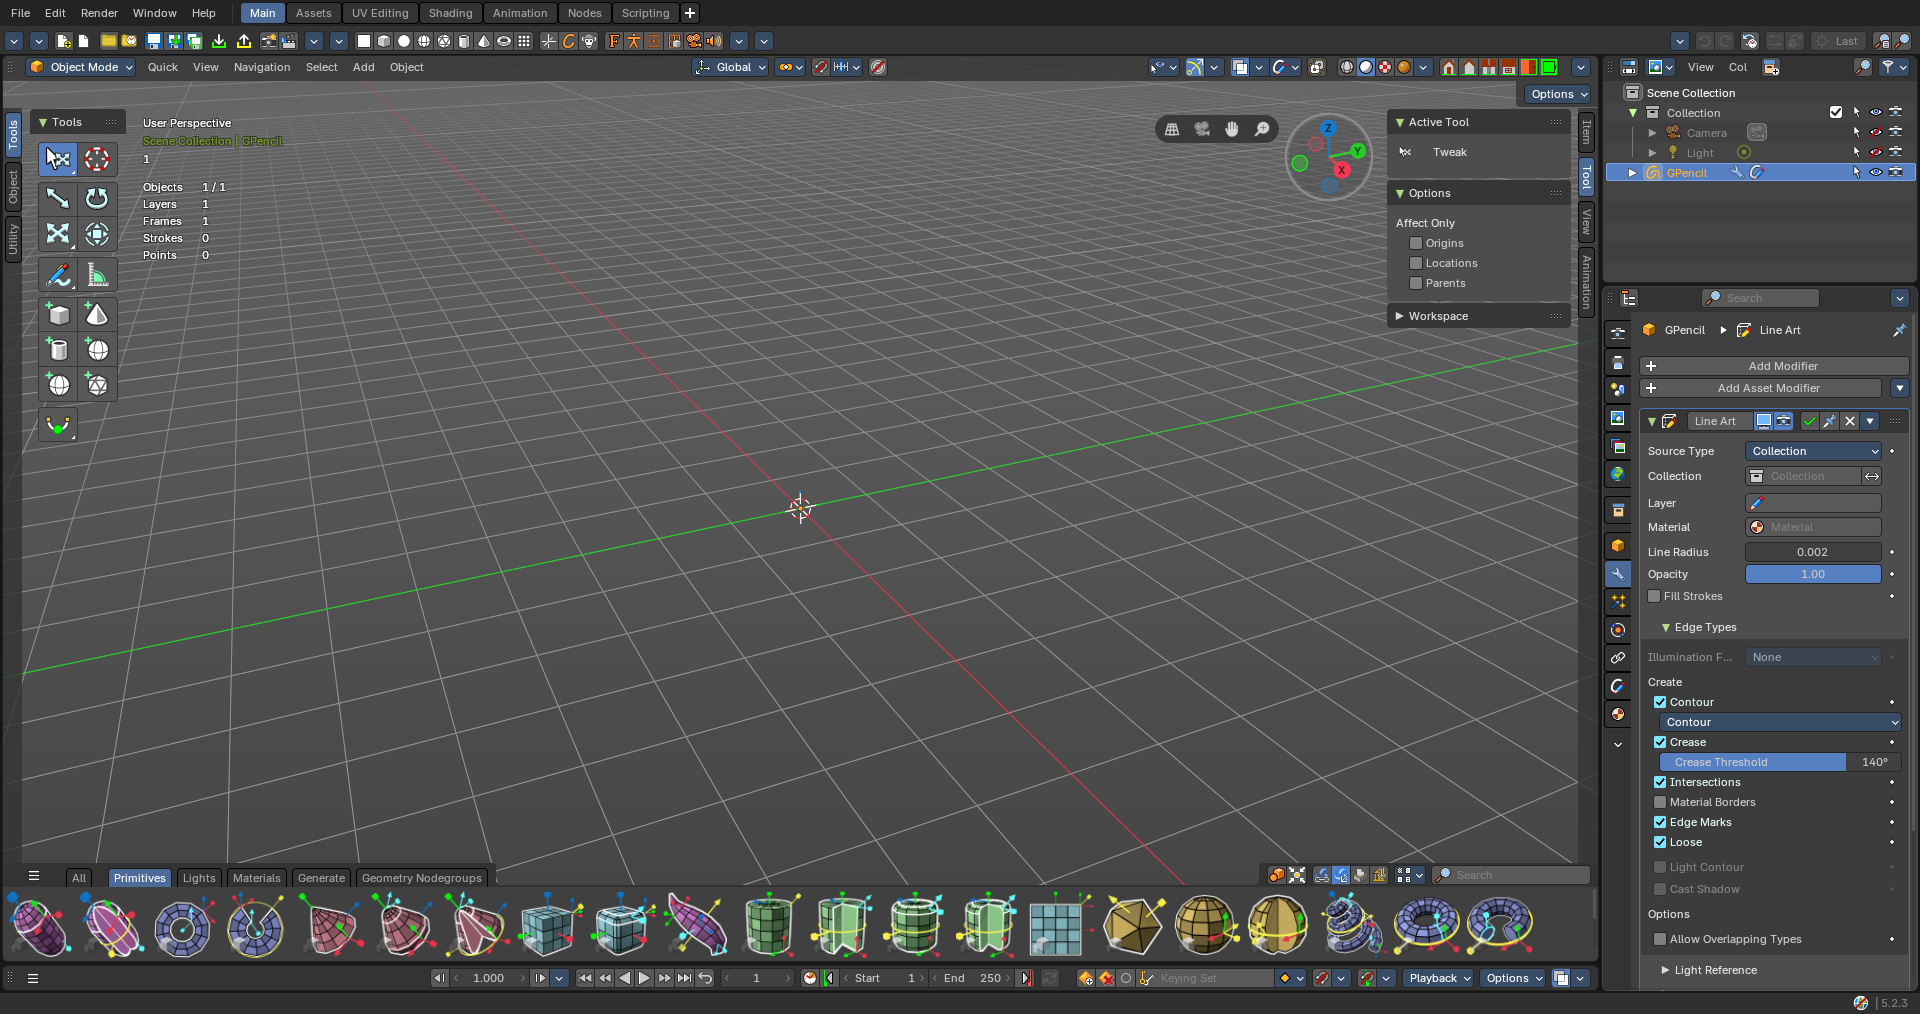 File Edit Render Window Help Main Assets UV Editing Shading Animation Nodes Scripting
Last
Object Mode Quick View Navigation Select Add Object Global View Col
Options
Scene Collection
Collection
Camera
Light
GPencil
Tools
Tools
Object
Utility
User Perspective
Scene Collection | GPencil
1
Objects 1 / 1
Layers 1
Frames 1
Strokes 0
Points 0
Z
Y
X
Active Tool
Tweak
Options
Affect Only
Origins
Locations
Parents
Workspace
Item
Tool
View
Animation
Search
GPencil Line Art
Add Modifier
Add Asset Modifier
Line Art
Source Type Collection
Collection Collection
Layer
Material Material
Line Radius 0.002
Opacity 1.00
Fill Strokes
Edge Types
Illumination F... None
Create
Contour
Contour
Crease
Crease Threshold 140°
Intersections
Material Borders
Edge Marks
Loose
Light Contour
Cast Shadow
Options
Allow Overlapping Types
Light Reference
All Primitives Lights Materials Generate Geometry Nodegroups Search
1.000 1 Start 1 End 250 Keying Set Playback Options
5.2.3